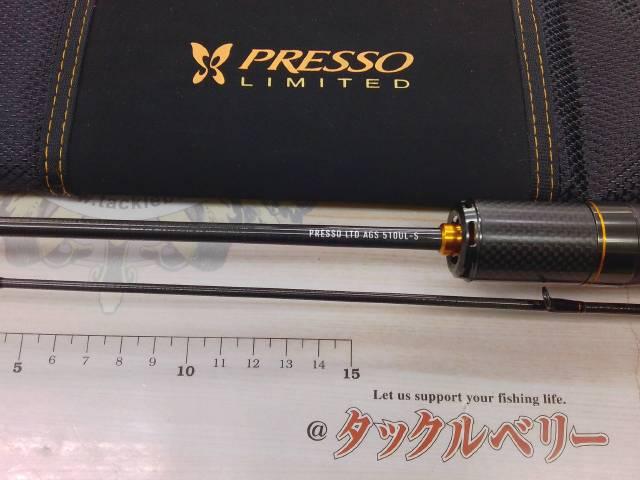 PRESSO
LIMITED
.tackleb
PRESSO LTD AGS 510UL-S
5 6 7 8 9 10 11 12 13 14 15
Let us support your fishing life.
@タックルベリー